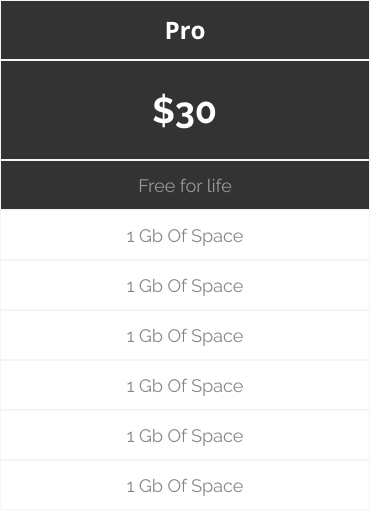 Pro
$30
Free for life
1 Gb Of Space
1 Gb Of Space
1 Gb Of Space
1 Gb Of Space
1 Gb Of Space
1 Gb Of Space